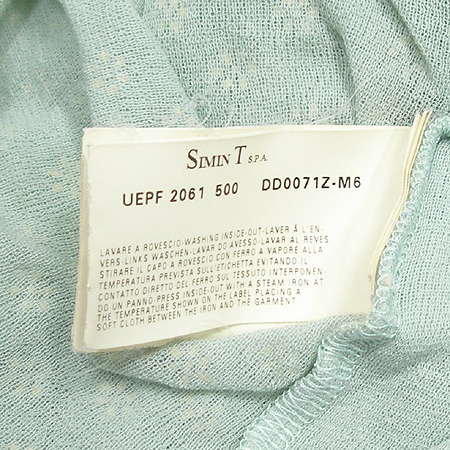 SIMIN T S.P.A.
UEPF 2061 500 DD0071Z-M6
LAVARE A ROVESCIO-WASHING INSIDE-OUT-LAVER À L'EN-
VERS LINKS WASCHEN-LAVAR DO AVESSO-LAVAR AL REVES
STIRARE IL CAPO A ROVESCIO CON FERRO A VAPORE ALLA
TEMPERATURA PREVISTA SULL ETICHETTA EVITANDO IL
CONTATTO DIRETTO DEL FERRO SUL TESSUTO INTERPONEN-
DO UN PANNO-PRESS INSIDE-OUT WITH A STEAM IRON AT
THE TEMPERATURE SHOWN ON THE LABEL PLACING A
SOFT CLOTH BETWEEN THE IRON AND THE GARMENT